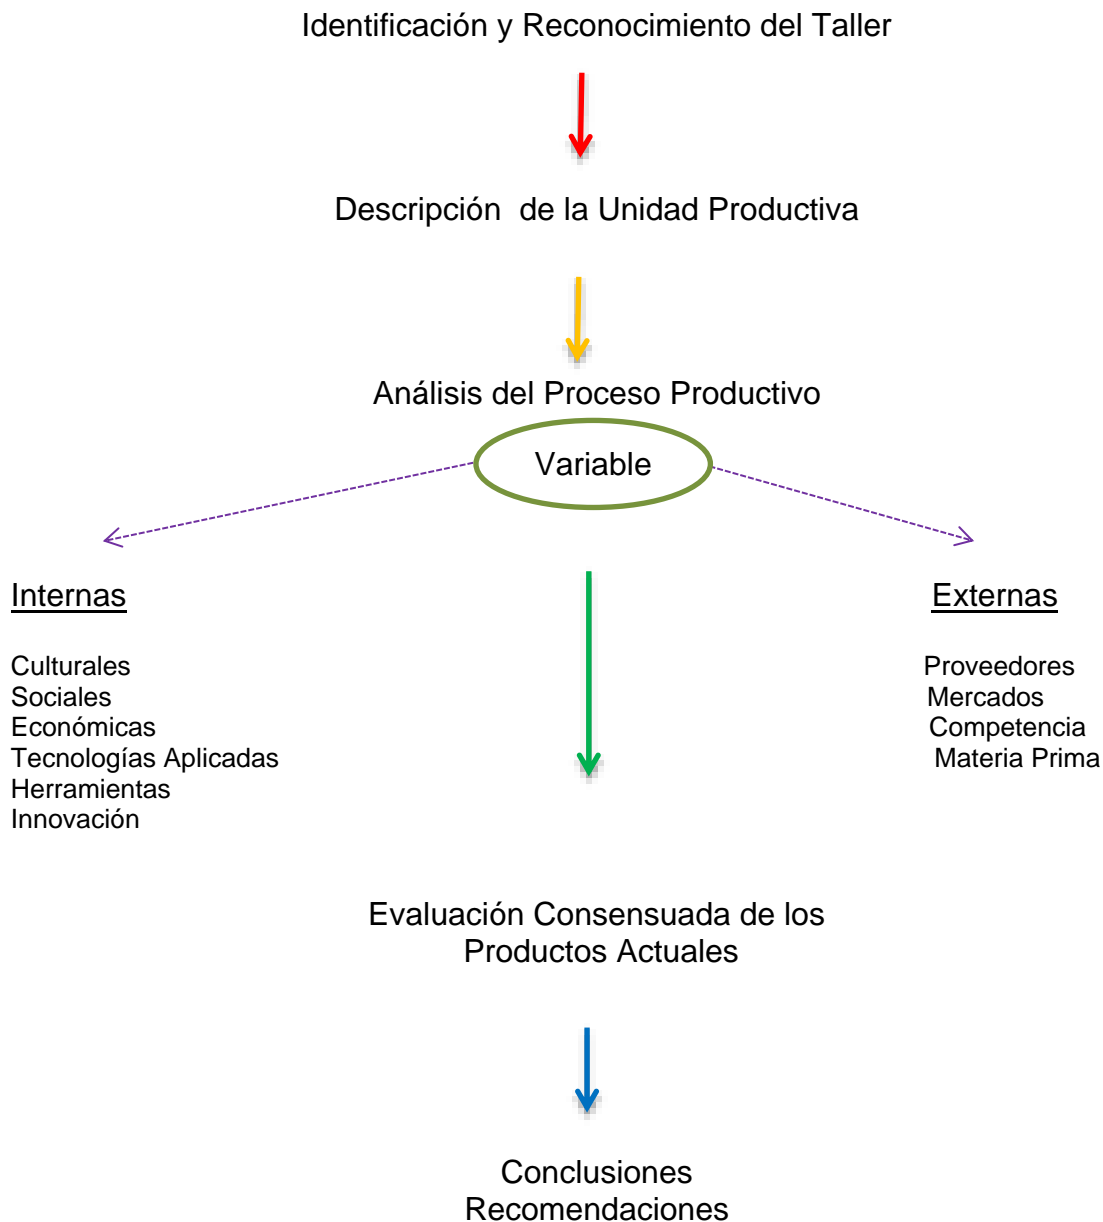 Identificación y Reconocimiento del Taller
Descripción  de la Unidad Productiva
Análisis del Proceso Productivo
Variable
Internas
Culturales
Sociales
Económicas
Tecnologías Aplicadas
Herramientas
Innovación
Externas
Proveedores
Mercados
Competencia
Materia Prima
Evaluación Consensuada de los
Productos Actuales
Conclusiones
Recomendaciones